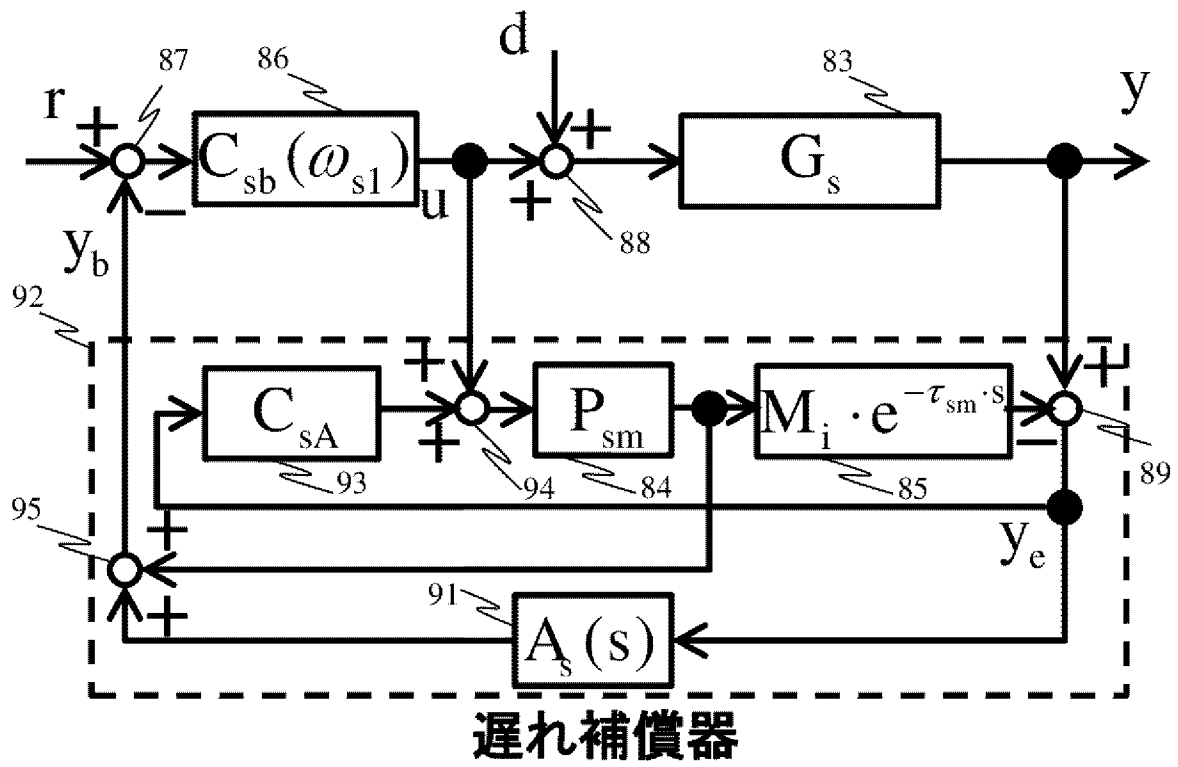 87 86 d 83 y
r + C_sb(ω_s1) + G_s
− u + 88
y_b
92
+ +
C_sA P_sm M_i・e^{−τ_sm・s}
+ −
93 94 84 85 89
95 + y_e
91
+ A_s(s)
遅れ補償器